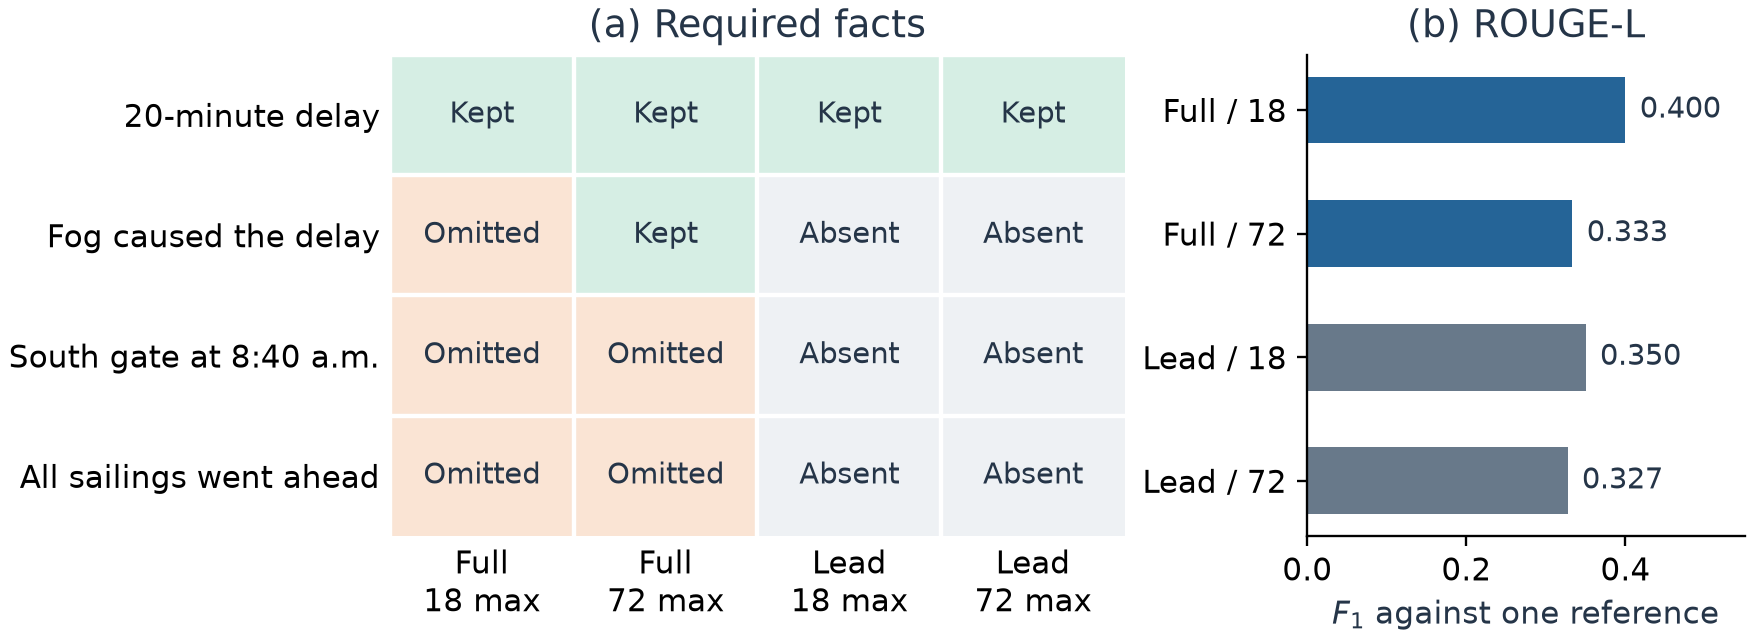 (a) Required facts
20-minute delay
Kept Kept Kept Kept
Fog caused the delay
Omitted Kept Absent Absent
South gate at 8:40 a.m.
Omitted Omitted Absent Absent
All sailings went ahead
Omitted Omitted Absent Absent
Full Full Lead Lead
18 max 72 max 18 max 72 max
(b) ROUGE-L
Full / 18 0.400
Full / 72 0.333
Lead / 18 0.350
Lead / 72 0.327
0.0 0.2 0.4
F₁ against one reference